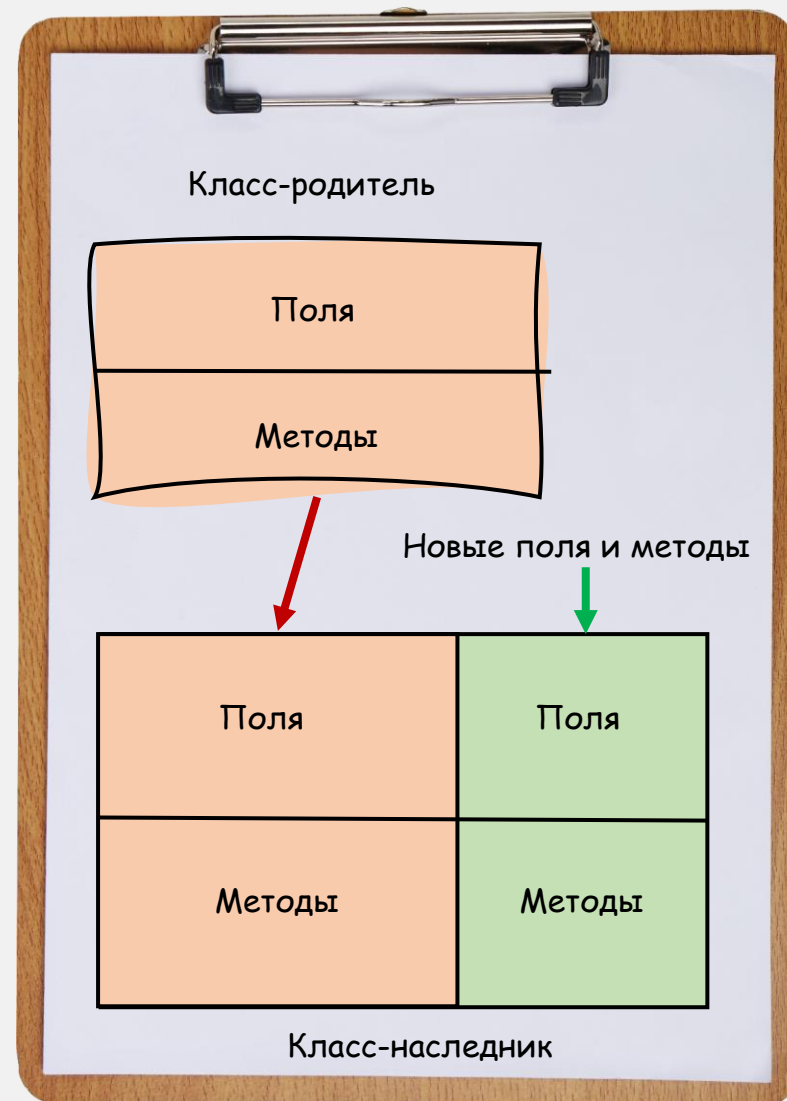 Класс-родитель
Поля
Методы
Новые поля и методы
Поля
Поля
Методы
Методы
Класс-наследник